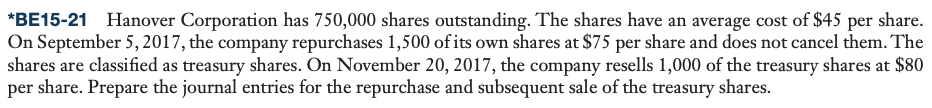 *BE15-21 Hanover Corporation has 750,000 shares outstanding. The shares have an average cost of $45 per share.
On September 5, 2017, the company repurchases 1,500 of its own shares at $75 per share and does not cancel them. The
shares are classified as treasury shares. On November 20, 2017, the company resells 1,000 of the treasury shares at $80
per share. Prepare the journal entries for the repurchase and subsequent sale of the treasury shares.